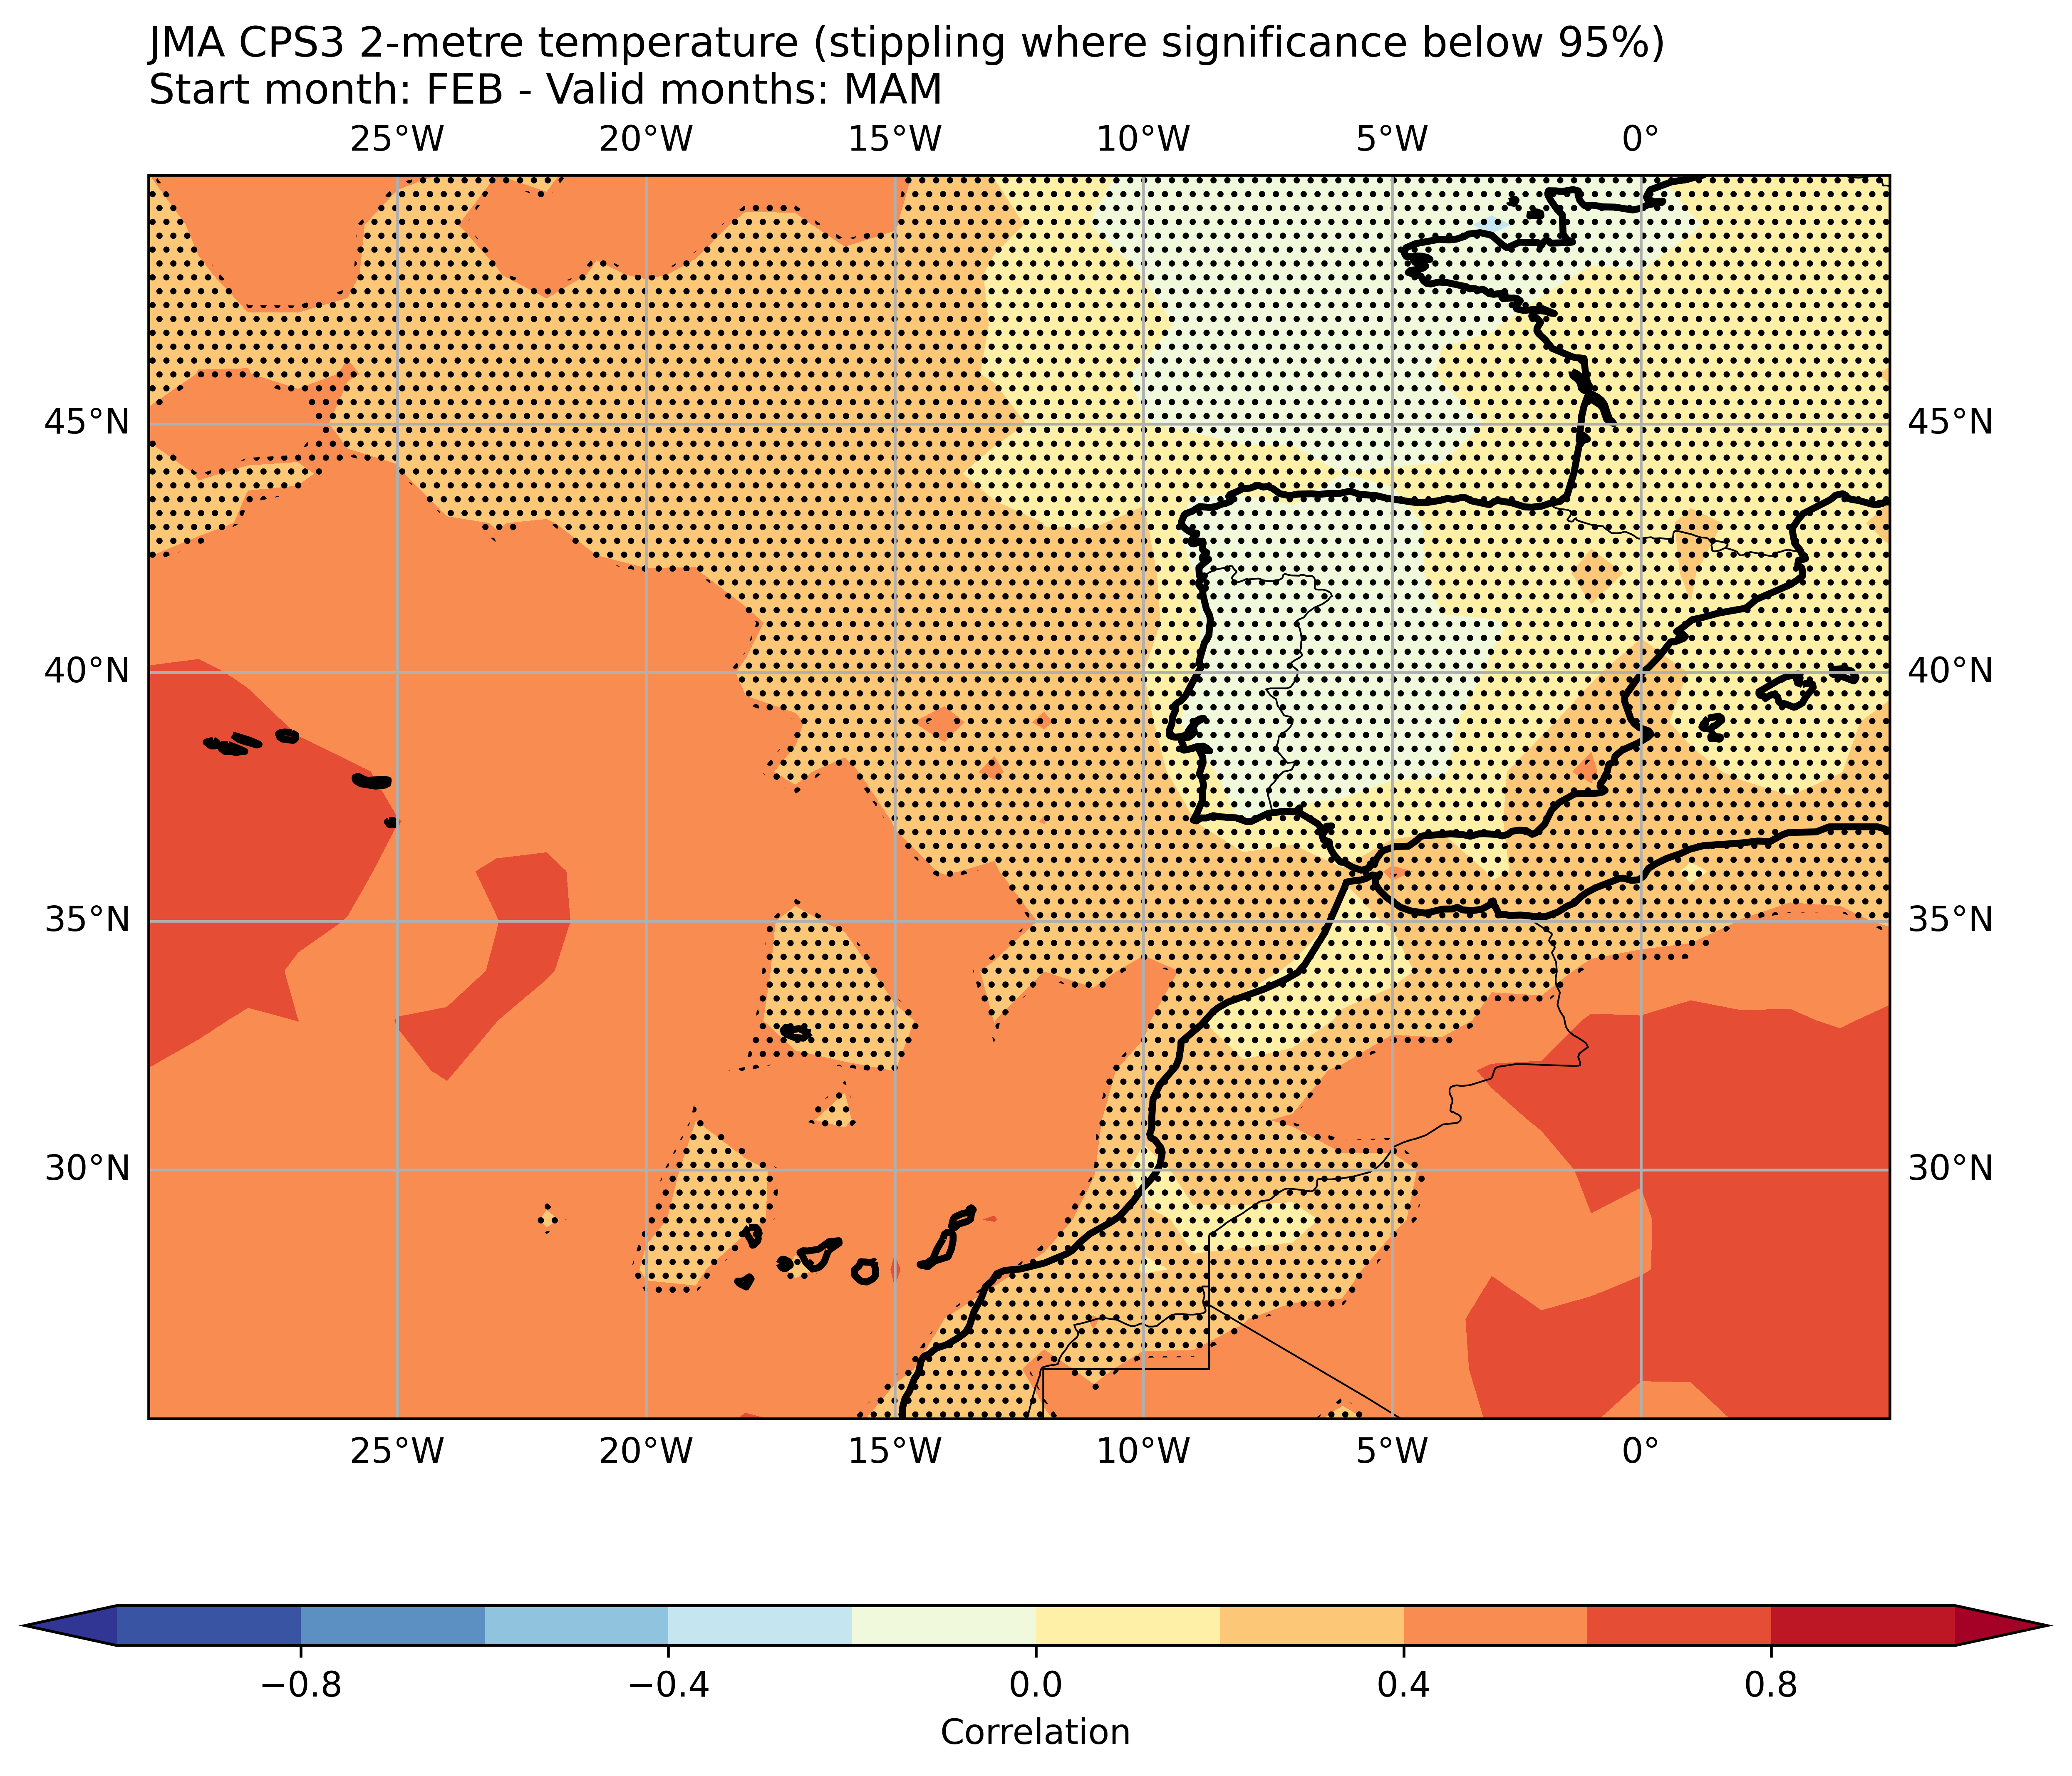 JMA CPS3 2-metre temperature (stippling where significance below 95%)
Start month: FEB - Valid months: MAM
25°W 20°W 15°W 10°W 5°W 0°
45°N 45°N
40°N 40°N
35°N 35°N
30°N 30°N
25°W 20°W 15°W 10°W 5°W 0°
−0.8 −0.4 0.0 0.4 0.8
Correlation